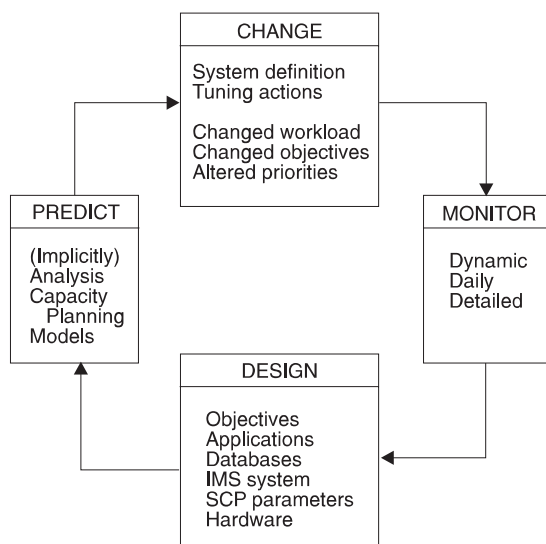 CHANGE
System definition
Tuning actions
Changed workload
Changed objectives
Altered priorities
PREDICT
(Implicitly)
Analysis
Capacity
Planning
Models
MONITOR
Dynamic
Daily
Detailed
DESIGN
Objectives
Applications
Databases
IMS system
SCP parameters
Hardware